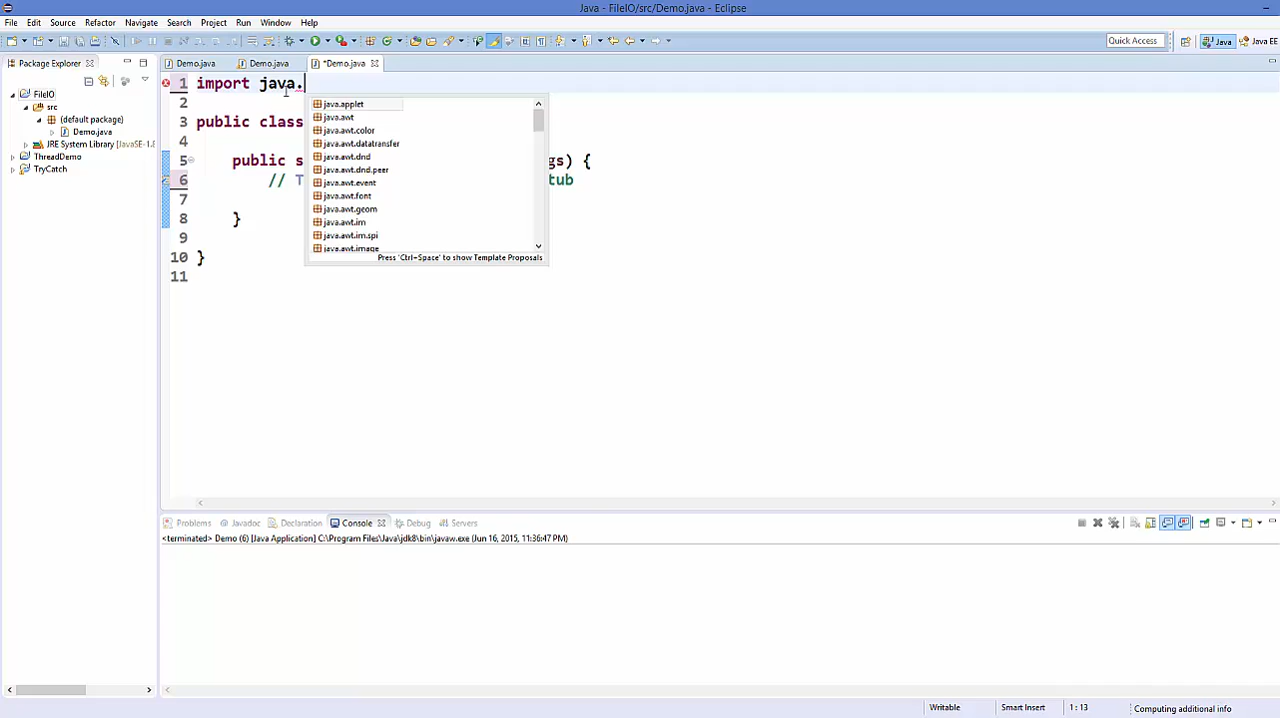 Java - FileIO/src/Demo.java - Eclipse
File Edit Source Refactor Navigate Search Project Run Window Help
Quick Access Java Java EE
Package Explorer
Demo.java Demo.java *Demo.java
FileIO
src
(default package)
Demo.java
JRE System Library [JavaSE-1.8
ThreadDemo
TryCatch
1 import java.
2
3 public class
4
5 public s gs) {
6 // T tub
7
8 }
9
10 }
11
java.applet
java.awt
java.awt.color
java.awt.datatransfer
java.awt.dnd
java.awt.dnd.peer
java.awt.event
java.awt.font
java.awt.geom
java.awt.im
java.awt.im.spi
java.awt.image
Press 'Ctrl-Space' to show Template Proposals
Problems Javadoc Declaration Console Debug Servers
<terminated> Demo (6) [Java Application] C:\Program Files\Java\jdk8\bin\javaw.exe (Jun 16, 2015, 11:36:47 PM)
Writable Smart Insert 1 : 13 Computing additional info